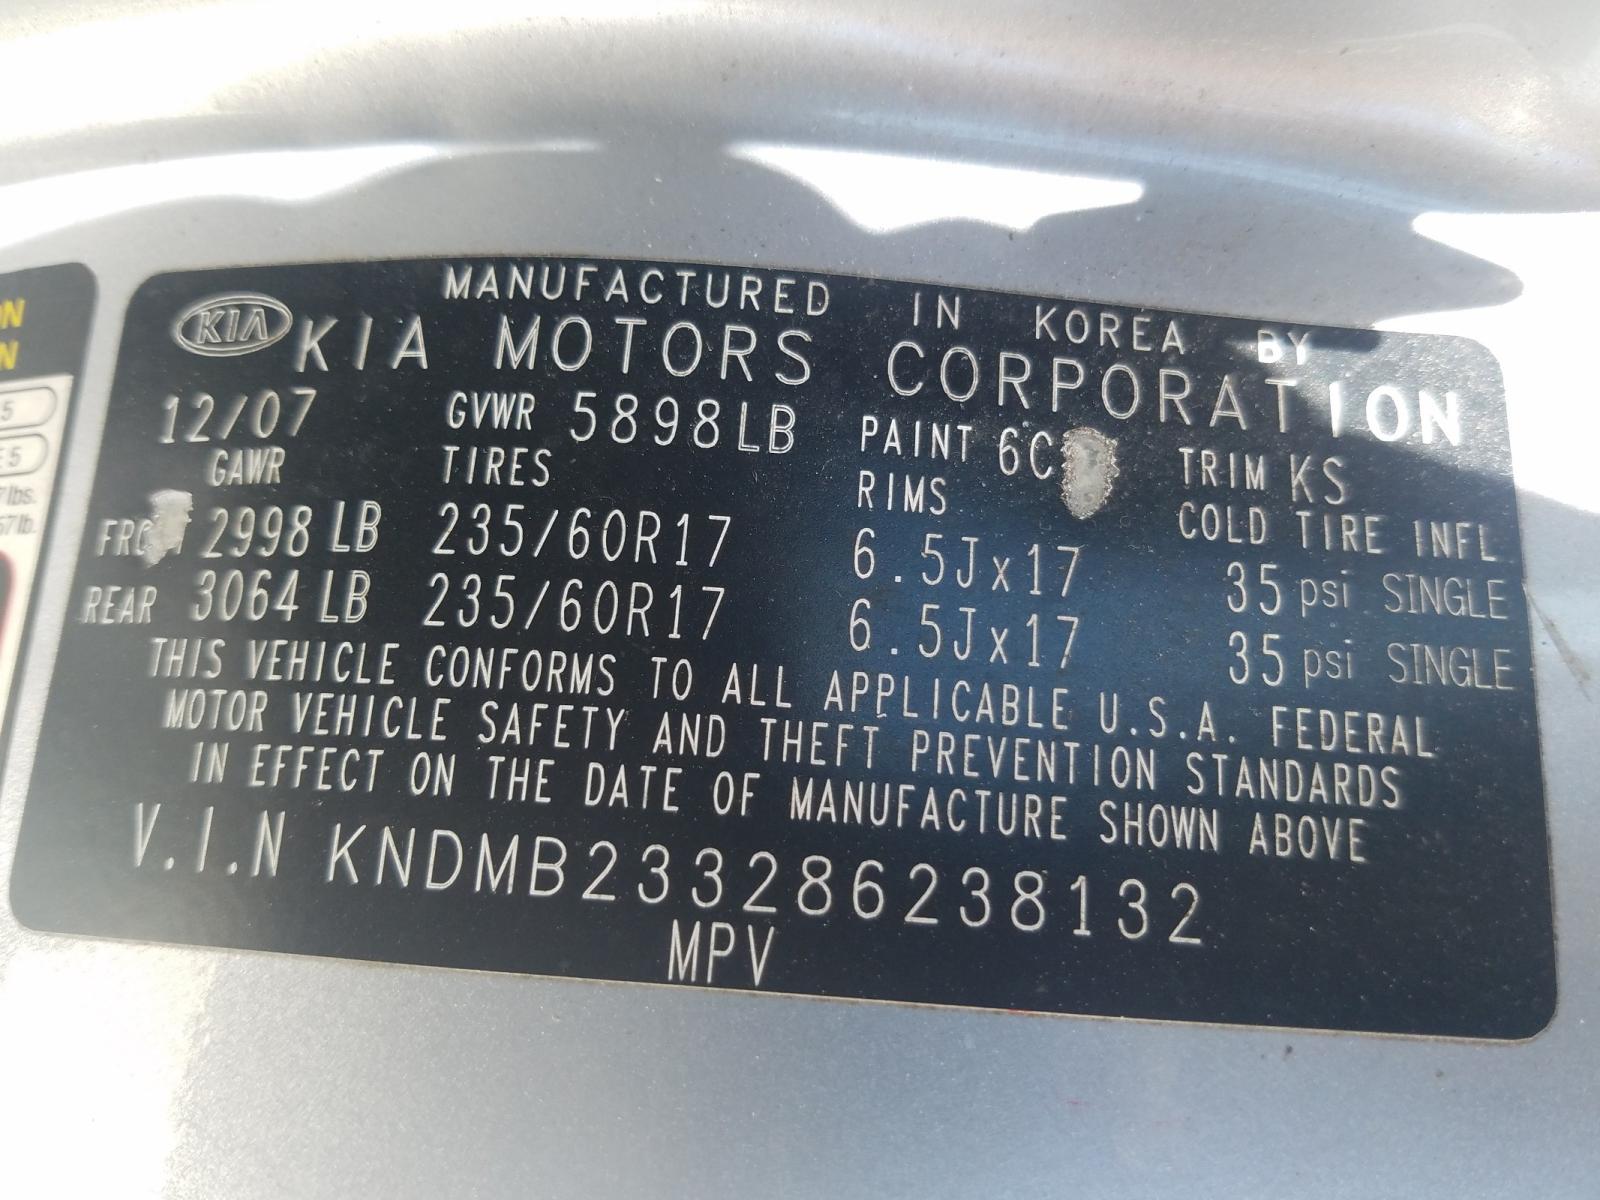 MANUFACTURED IN KOREA BY
KIA KIA MOTORS CORPORATION
12/07 GVWR 5898LB PAINT 6C TRIM KS
GAWR TIRES RIMS COLD TIRE INFL
2998 LB 235/60R17 6.5Jx17 35 psi SINGLE
REAR 3064 LB 235/60R17 6.5Jx17 35 psi SINGLE
THIS VEHICLE CONFORMS TO ALL APPLICABLE U.S.A. FEDERAL
MOTOR VEHICLE SAFETY AND THEFT PREVENTION STANDARDS
IN EFFECT ON THE DATE OF MANUFACTURE SHOWN ABOVE
V.I.N KNDMB233286238132
MPV